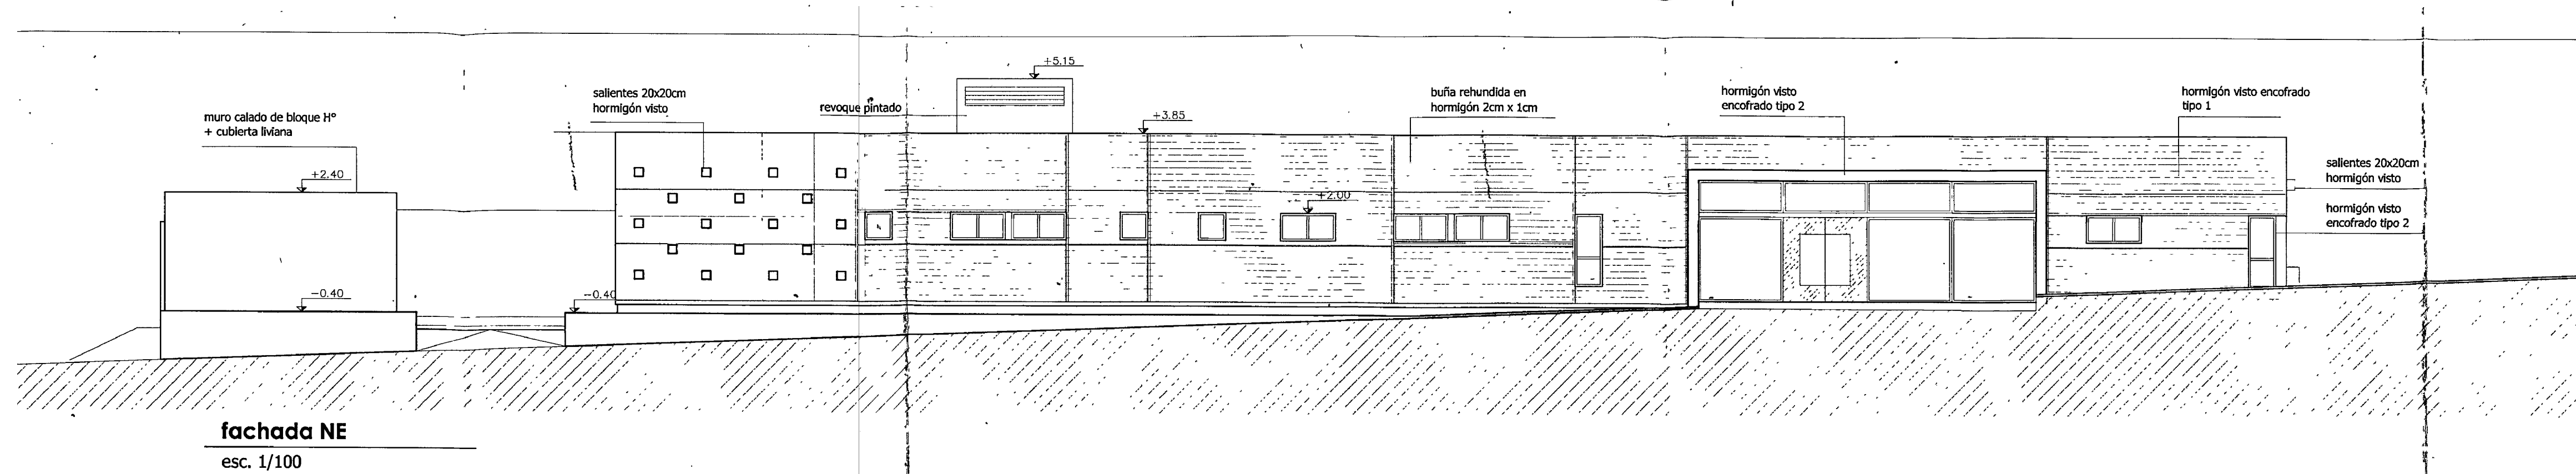 +5.15
salientes 20x20cm
hormigón visto
revoque pintado
buña rehundida en
hormigón 2cm x 1cm
hormigón visto
encofrado tipo 2
hormigón visto encofrado
tipo 1
muro calado de bloque Hº
+ cubierta liviana
+3.85
+2.40
salientes 20x20cm
hormigón visto
+2.00
hormigón visto
encofrado tipo 2
-0.40
-0.40
fachada NE
esc. 1/100